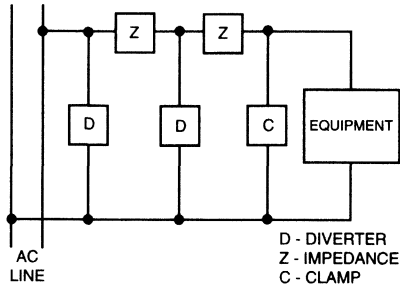 Z
Z
D
D
C
EQUIPMENT
AC
LINE
D - DIVERTER
Z - IMPEDANCE
C - CLAMP